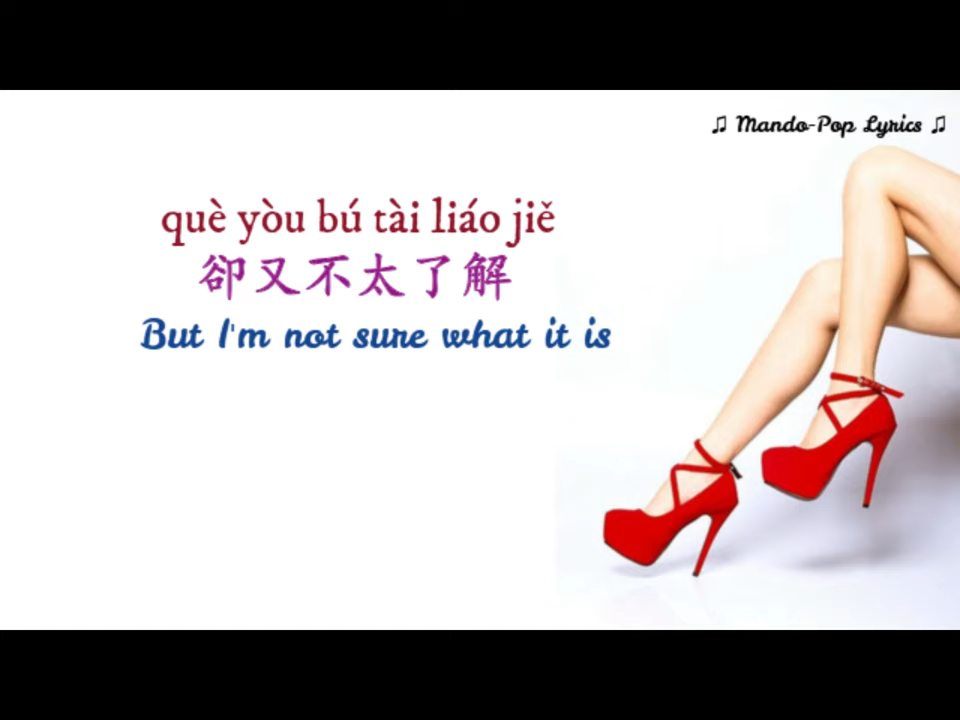 ♫ Mando-Pop Lyrics ♫
què yòu bú tài liáo jiě
卻又不太了解
But I'm not sure what it is